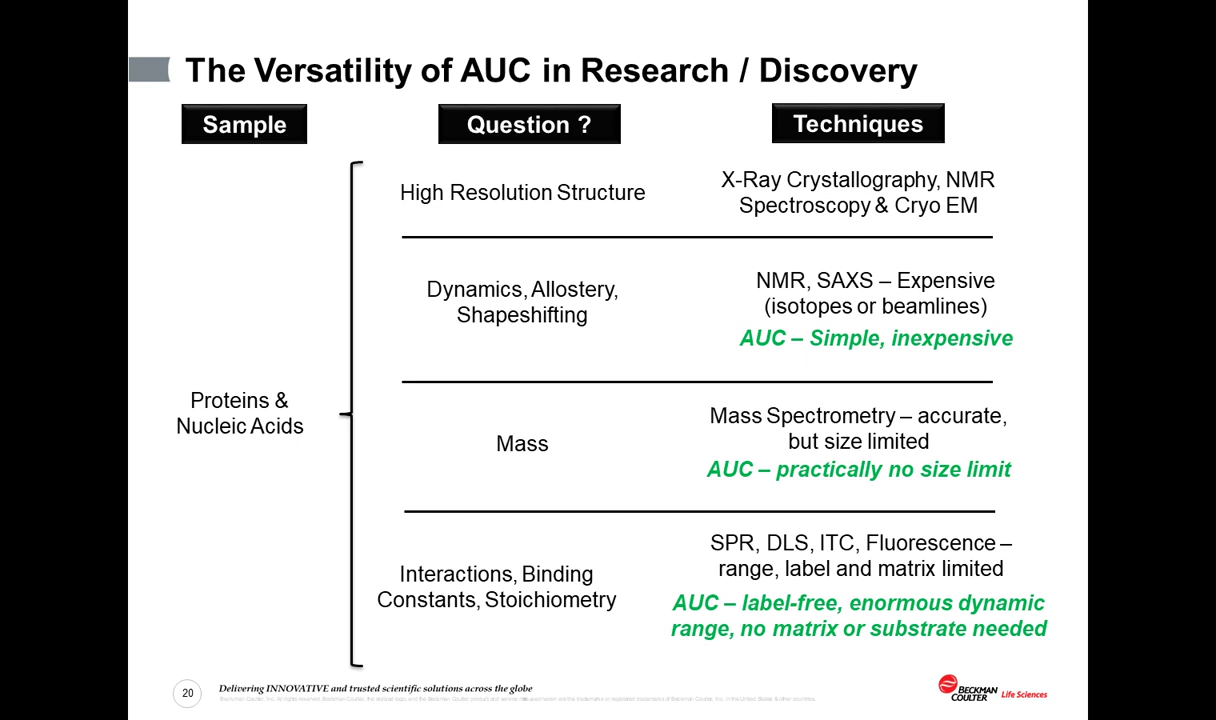 The Versatility of AUC in Research / Discovery
Sample
Question ?
Techniques
Proteins &
Nucleic Acids
High Resolution Structure
X-Ray Crystallography, NMR
Spectroscopy & Cryo EM
Dynamics, Allostery,
Shapeshifting
NMR, SAXS – Expensive
(isotopes or beamlines)
AUC – Simple, inexpensive
Mass
Mass Spectrometry – accurate,
but size limited
AUC – practically no size limit
Interactions, Binding
Constants, Stoichiometry
SPR, DLS, ITC, Fluorescence –
range, label and matrix limited
AUC – label-free, enormous dynamic
range, no matrix or substrate needed
20
Delivering INNOVATIVE and trusted scientific solutions across the globe
BECKMAN
COULTER
Life Sciences